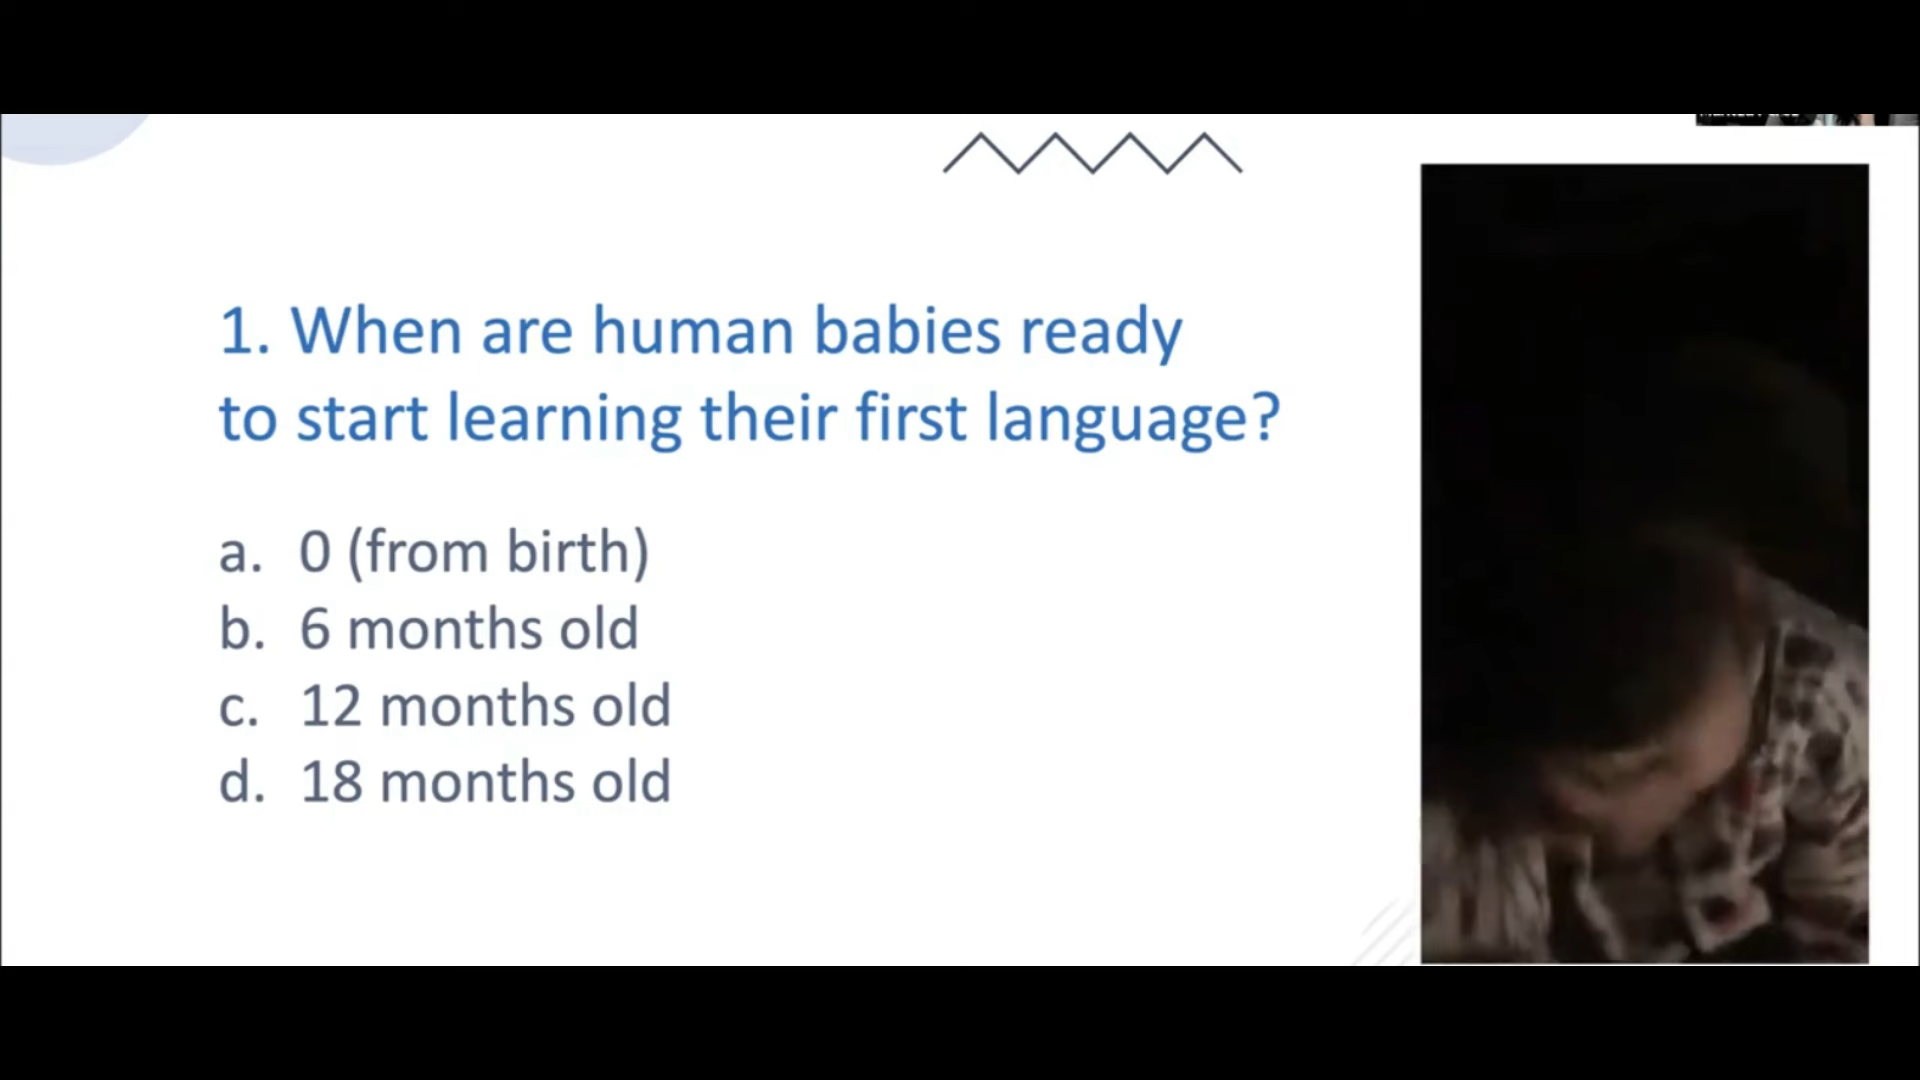 1. When are human babies ready
to start learning their first language?
a. 0 (from birth)
b. 6 months old
c. 12 months old
d. 18 months old